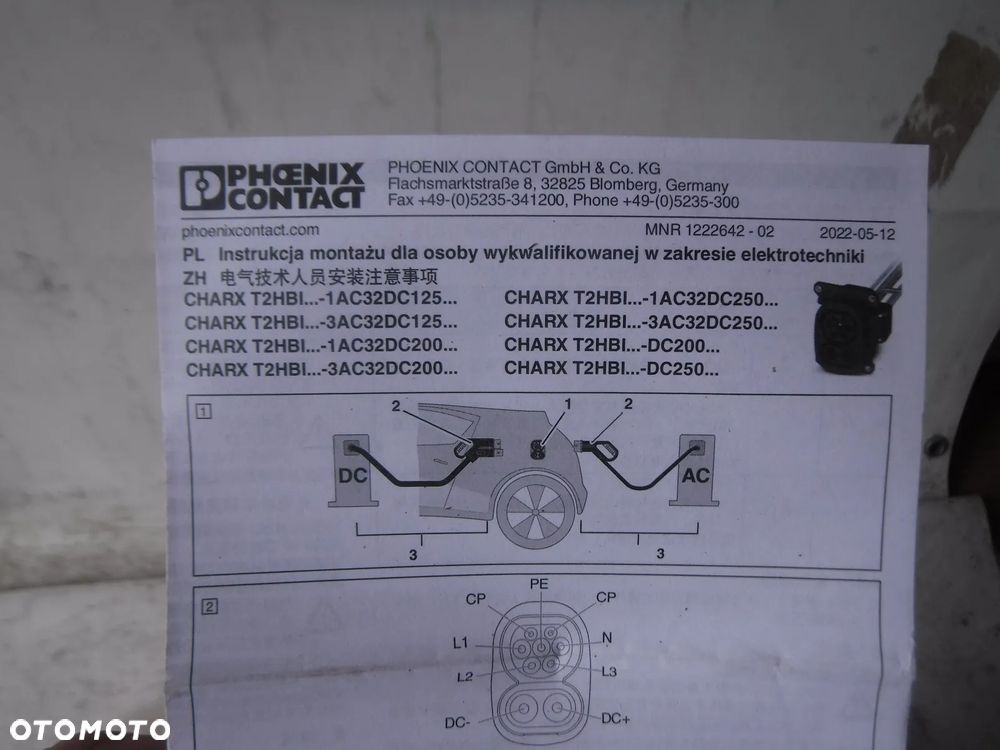 PHŒNIX
CONTACT
PHOENIX CONTACT GmbH & Co. KG
Flachsmarktstraße 8, 32825 Blomberg, Germany
Fax +49-(0)5235-341200, Phone +49-(0)5235-300
phoenixcontact.com MNR 1222642 - 02 2022-05-12
PL Instrukcja montażu dla osoby wykwalifikowanej w zakresie elektrotechniki
ZH 电气技术人员安装注意事项
CHARX T2HBI...-1AC32DC125... CHARX T2HBI...-1AC32DC250...
CHARX T2HBI...-3AC32DC125... CHARX T2HBI...-3AC32DC250...
CHARX T2HBI...-1AC32DC200... CHARX T2HBI...-DC200...
CHARX T2HBI...-3AC32DC200... CHARX T2HBI...-DC250...
1
2 1 2
DC AC
3 3
2
PE
CP CP
L1 N
L2 L3
DC- DC+
OTOMOTO